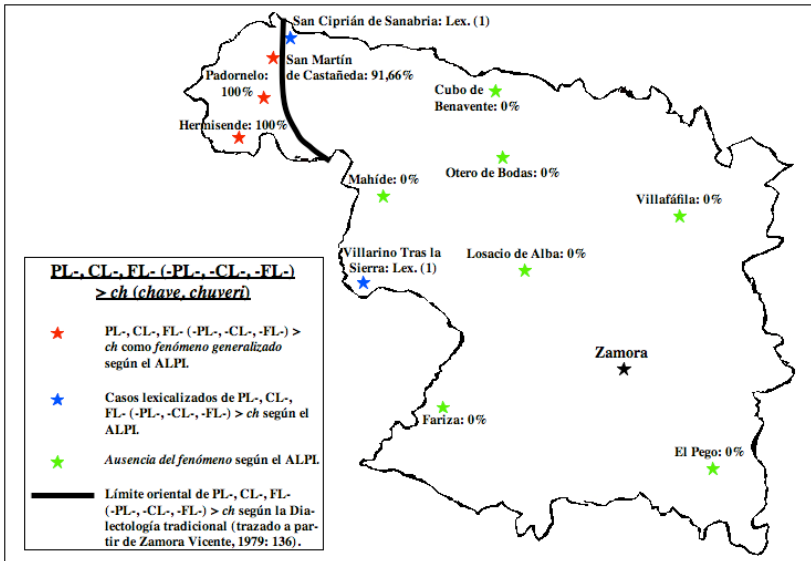 San Ciprián de Sanabria: Lex. (1)
San Martín
de Castañeda: 91,66%
Padornelo:
100%
Hermisende: 100%
Cubo de
Benavente: 0%
Otero de Bodas: 0%
Mahíde: 0%
Villafáfila: 0%
Villarino Tras la
Sierra: Lex. (1)
Losacio de Alba: 0%
Zamora
Fariza: 0%
El Pego: 0%
PL-, CL-, FL- (-PL-, -CL-, -FL-)
> ch (chave, chuveri)
PL-, CL-, FL- (-PL-, -CL-, -FL-) >
ch como fenómeno generalizado
según el ALPI.
Casos lexicalizados de PL-, CL-,
FL- (-PL-, -CL-, -FL-) > ch según el
ALPI.
Ausencia del fenómeno según el ALPI.
Límite oriental de PL-, CL-, FL-
(-PL-, -CL-, -FL-) > ch según la Dia-
lectología tradicional (trazado a par-
tir de Zamora Vicente, 1979: 136).